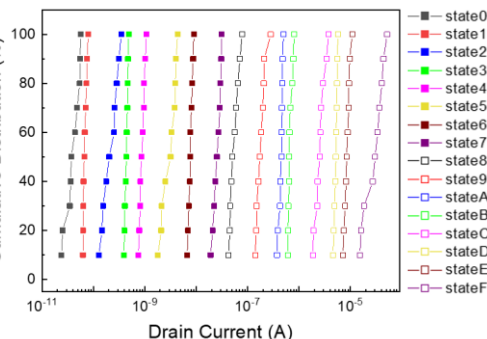 100
80
60
40
20
0
10^-11
10^-9
10^-7
10^-5
Drain Current (A)
state0
state1
state2
state3
state4
state5
state6
state7
state8
state9
stateA
stateB
stateC
stateD
stateE
stateF